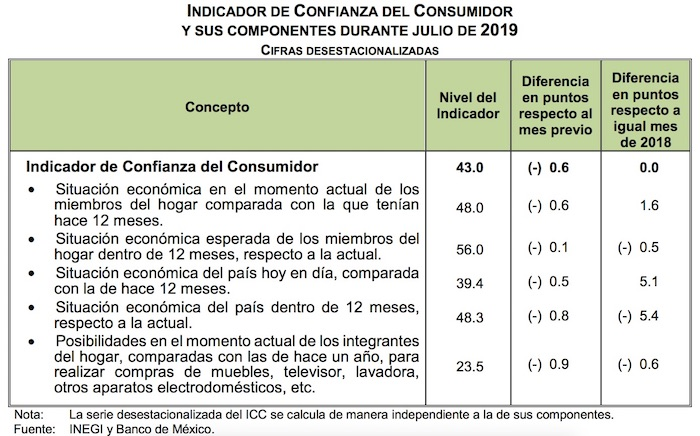 INDICADOR DE CONFIANZA DEL CONSUMIDOR
Y SUS COMPONENTES DURANTE JULIO DE 2019
CIFRAS DESESTACIONALIZADAS
Concepto
Nivel del
Indicador
Diferencia
en puntos
respecto al
mes previo
Diferencia
en puntos
respecto a
igual mes
de 2018
Indicador de Confianza del Consumidor 43.0 (-) 0.6 0.0
• Situación económica en el momento actual de los
miembros del hogar comparada con la que tenían
hace 12 meses.
48.0 (-) 0.6 1.6
• Situación económica esperada de los miembros del
hogar dentro de 12 meses, respecto a la actual.
56.0 (-) 0.1 (-) 0.5
• Situación económica del país hoy en día, comparada
con la de hace 12 meses.
39.4 (-) 0.5 5.1
• Situación económica del país dentro de 12 meses,
respecto a la actual.
48.3 (-) 0.8 (-) 5.4
• Posibilidades en el momento actual de los integrantes
del hogar, comparadas con las de hace un año, para
realizar compras de muebles, televisor, lavadora,
otros aparatos electrodomésticos, etc.
23.5 (-) 0.9 (-) 0.6
Nota: La serie desestacionalizada del ICC se calcula de manera independiente a la de sus componentes.
Fuente: INEGI y Banco de México.